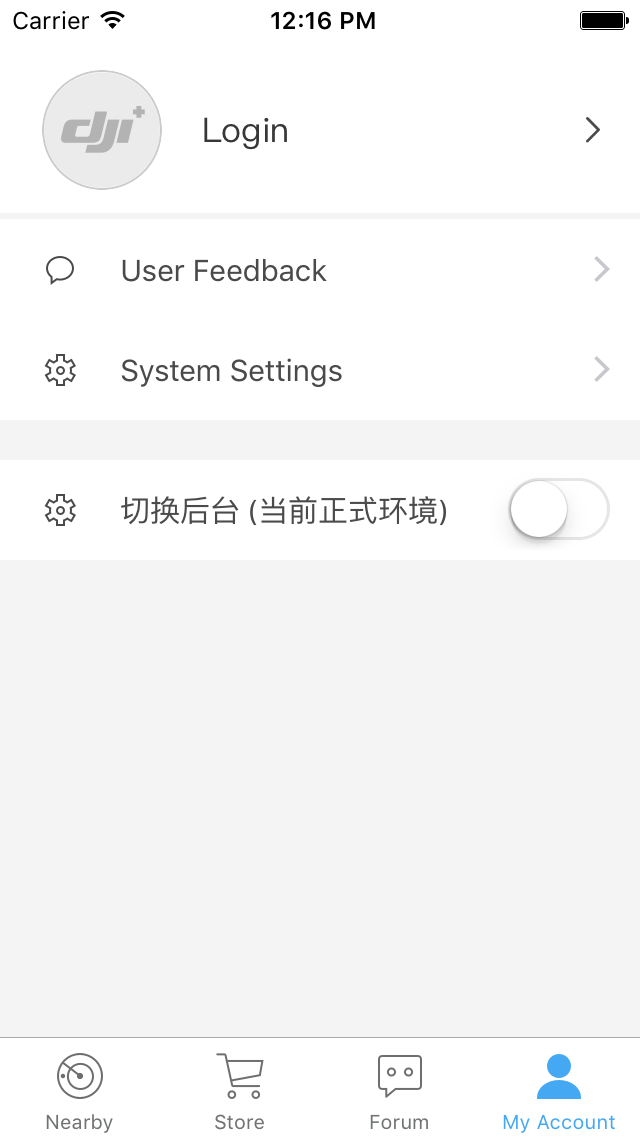 Carrier 12:16 PM
dji+
Login
User Feedback
System Settings
切换后台 (当前正式环境)
Nearby Store Forum My Account